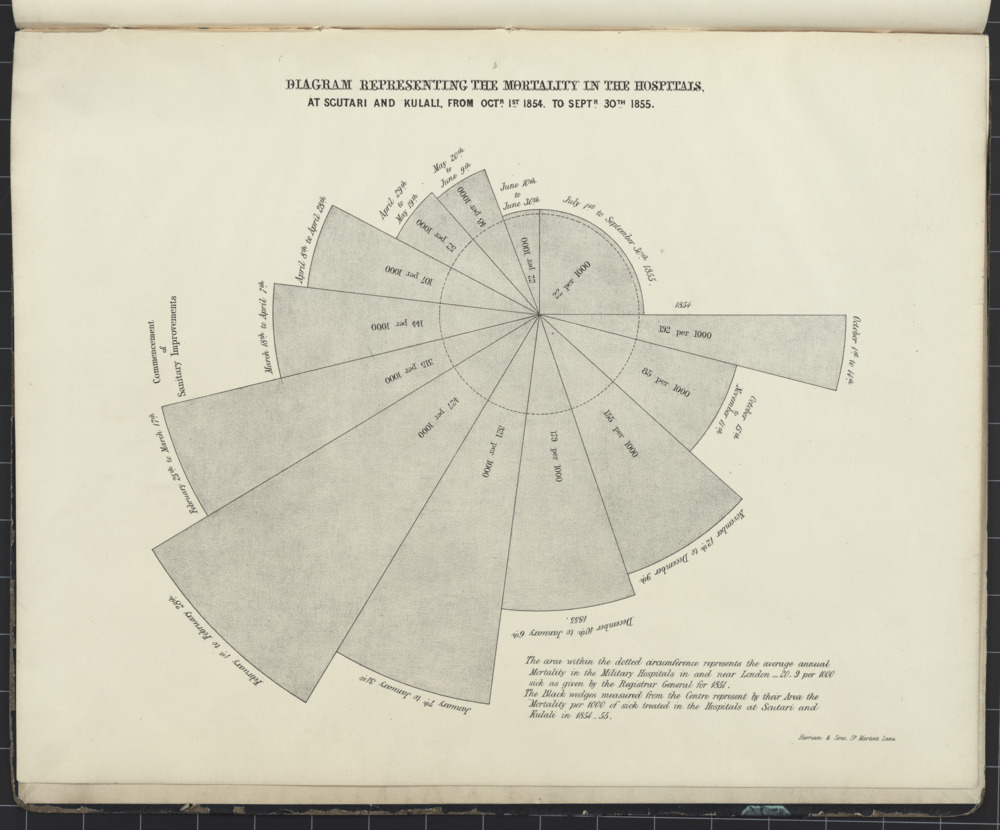 DIAGRAM REPRESENTING THE MORTALITY IN THE HOSPITALS,
AT SCUTARI AND KULALI, FROM OCTR. 1ST 1854, TO SEPTR. 30TH 1855.
July 1st to September 30th 1855.
22 per 1000
1854
October 1st to 14th
192 per 1000
October 15th
to
November 11th
per 1000
November 12th to December 9th
155 per 1000
December 10th to January 6th
1855.
179 per 1000
January 7th to January 31st
321 per 1000
February 1st to February 28th
427 per 1000
February 25th to March 17th
315 per 1000
Commencement
of
Sanitary Improvements
March 18th to April 7th
144 per 1000
April 8th to April 28th
107 per 1000
April 29th
to
May 19th
52 per 1000
May 20th
to
June 9th
per 1000
June 10th
to
June 30th
22 per 1000
The area within the dotted circumference represents the average annual
Mortality in the Military Hospitals in and near London _ 20.9 per 1000
sick as given by the Registrar General for 1851.
The Black wedges measured from the Centre represent by their Area the
Mortality per 1000 of sick treated in the Hospitals at Scutari and
Kulali in 1854_55.
Harrison & Sons, St Martin's Lane